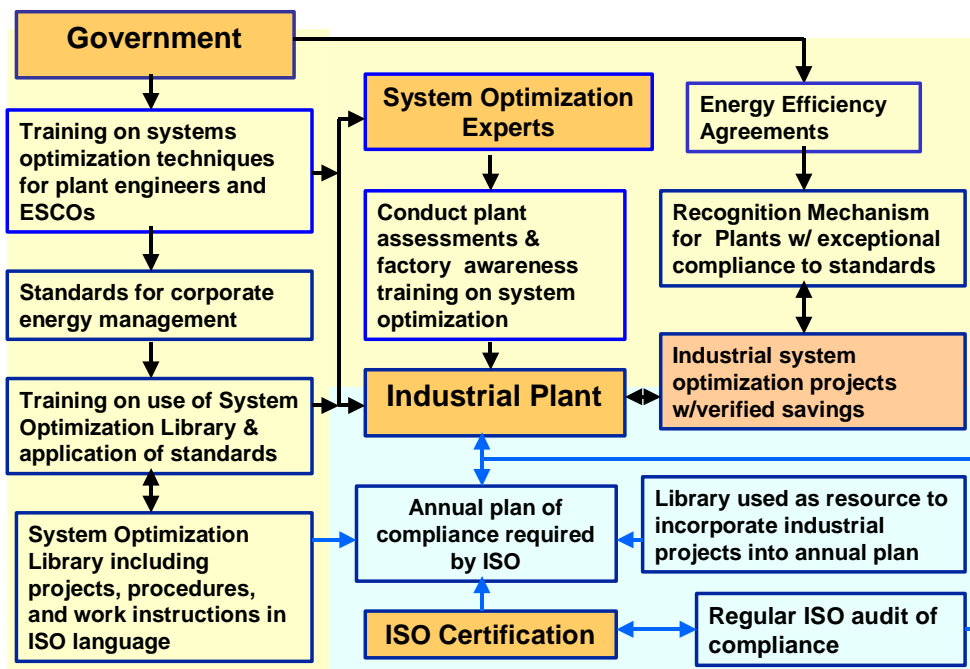 Government
Training on systems
optimization techniques
for plant engineers and
ESCOs
Standards for corporate
energy management
Training on use of System
Optimization Library &
application of standards
System Optimization
Library including
projects, procedures,
and work instructions in
ISO language
System Optimization
Experts
Conduct plant
assessments &
factory awareness
training on system
optimization
Industrial Plant
Annual plan of
compliance required
by ISO
ISO Certification
Energy Efficiency
Agreements
Recognition Mechanism
for Plants w/ exceptional
compliance to standards
Industrial system
optimization projects
w/verified savings
Library used as resource to
incorporate industrial
projects into annual plan
Regular ISO audit of
compliance